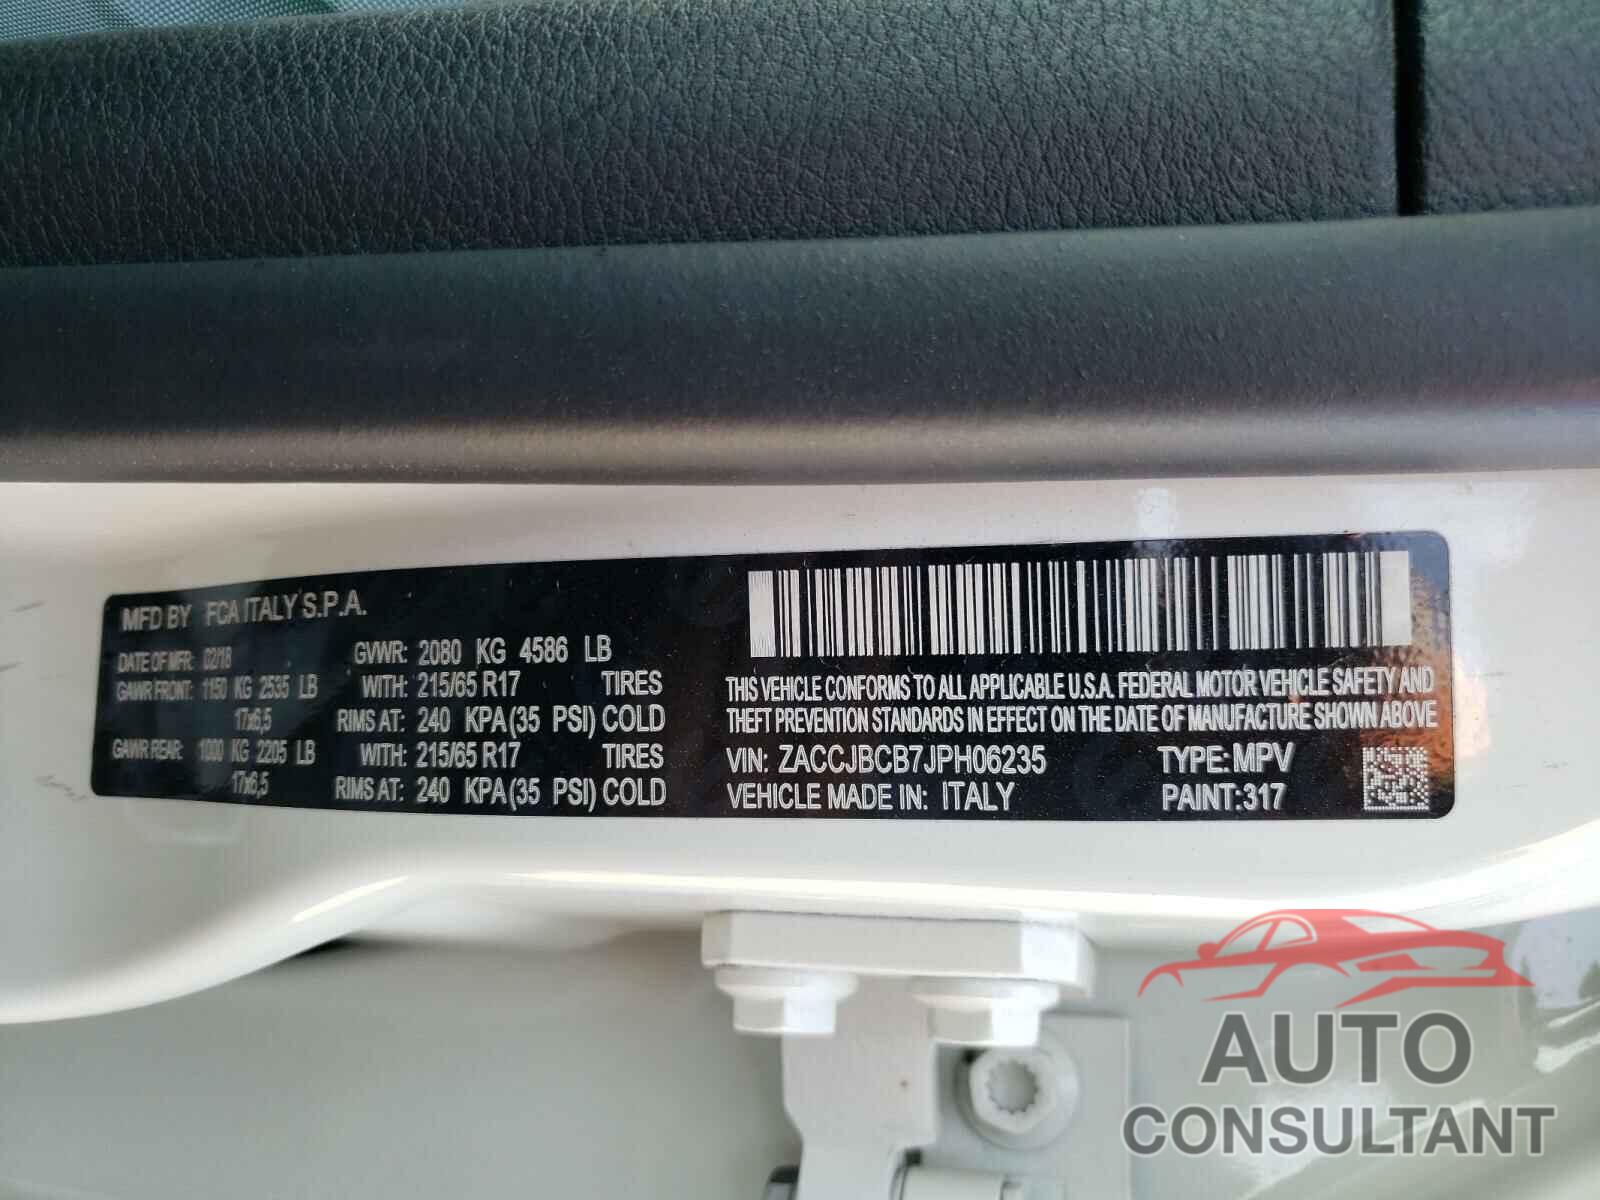 MFD BY FCA ITALY S.P.A.
DATE OF MFR: 02/18 GVWR: 2080 KG 4586 LB
GAWR FRONT: 1150 KG 2535 LB WITH: 215/65 R17 TIRES
17x6,5 RIMS AT: 240 KPA (35 PSI) COLD
GAWR REAR: 1000 KG 2205 LB WITH: 215/65 R17 TIRES
17x6,5 RIMS AT: 240 KPA (35 PSI) COLD
THIS VEHICLE CONFORMS TO ALL APPLICABLE U.S.A. FEDERAL MOTOR VEHICLE SAFETY AND
THEFT PREVENTION STANDARDS IN EFFECT ON THE DATE OF MANUFACTURE SHOWN ABOVE
VIN: ZACCJBCB7JPH06235 TYPE: MPV
VEHICLE MADE IN: ITALY PAINT: 317
AUTO
CONSULTANT